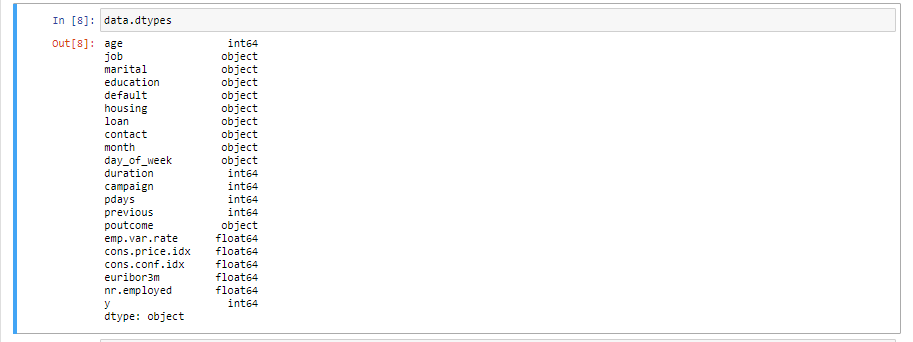 In [8]: data.dtypes
Out[8]: age int64
job object
marital object
education object
default object
housing object
loan object
contact object
month object
day_of_week object
duration int64
campaign int64
pdays int64
previous int64
poutcome object
emp.var.rate float64
cons.price.idx float64
cons.conf.idx float64
euribor3m float64
nr.employed float64
y int64
dtype: object